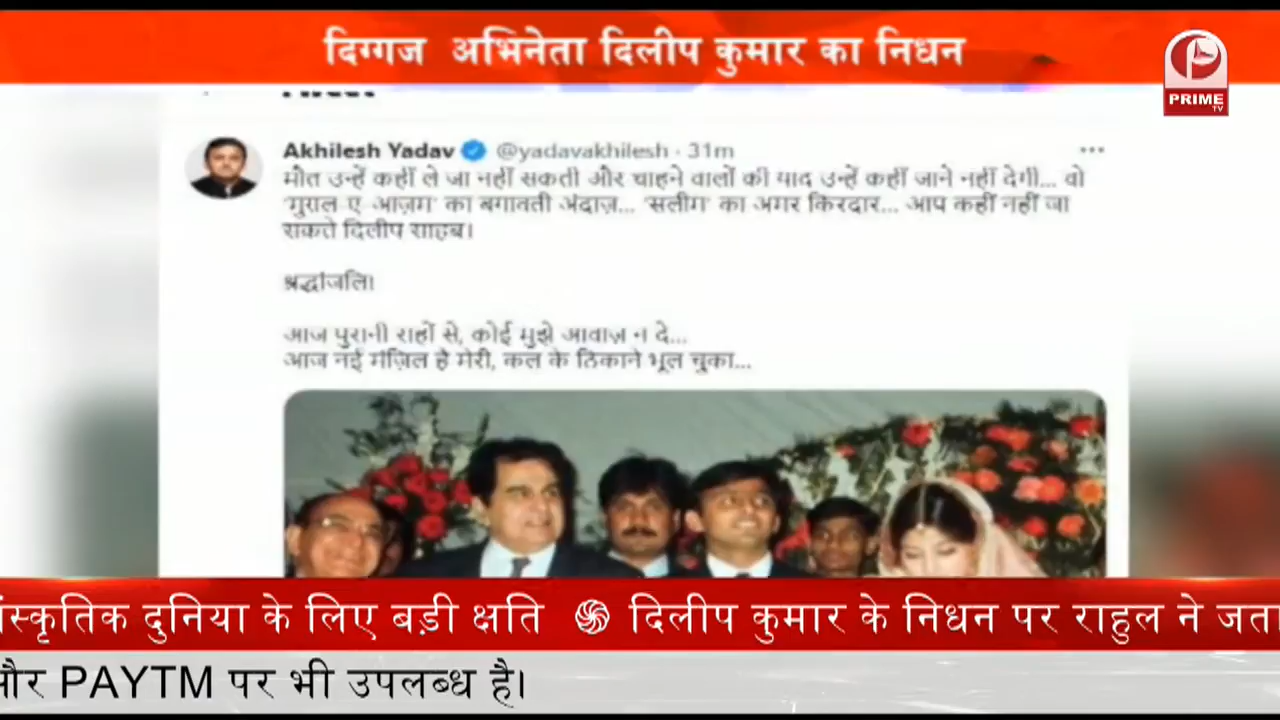 दिग्गज अभिनेता दिलीप कुमार का निधन
PRIME
TV
Akhilesh Yadav @yadavakhilesh · 31m
मौत उन्हें कहीं ले जा नहीं सकती और चाहने वालों की याद उन्हें कहीं जाने नहीं देगी... वो
'मुग़ल ए आज़म' का बगावती अंदाज़... 'सलीम' का अमर किरदार... आप कहीं नहीं जा
सकते दिलीप साहब।
श्रद्धांजलि।
आज पुरानी राहों से, कोई मुझे आवाज़ न दे...
आज नई मंज़िल है मेरी, कल के ठिकाने भूल चुका...
ांस्कृतिक दुनिया के लिए बड़ी क्षति दिलीप कुमार के निधन पर राहुल ने जता
और PAYTM पर भी उपलब्ध है।